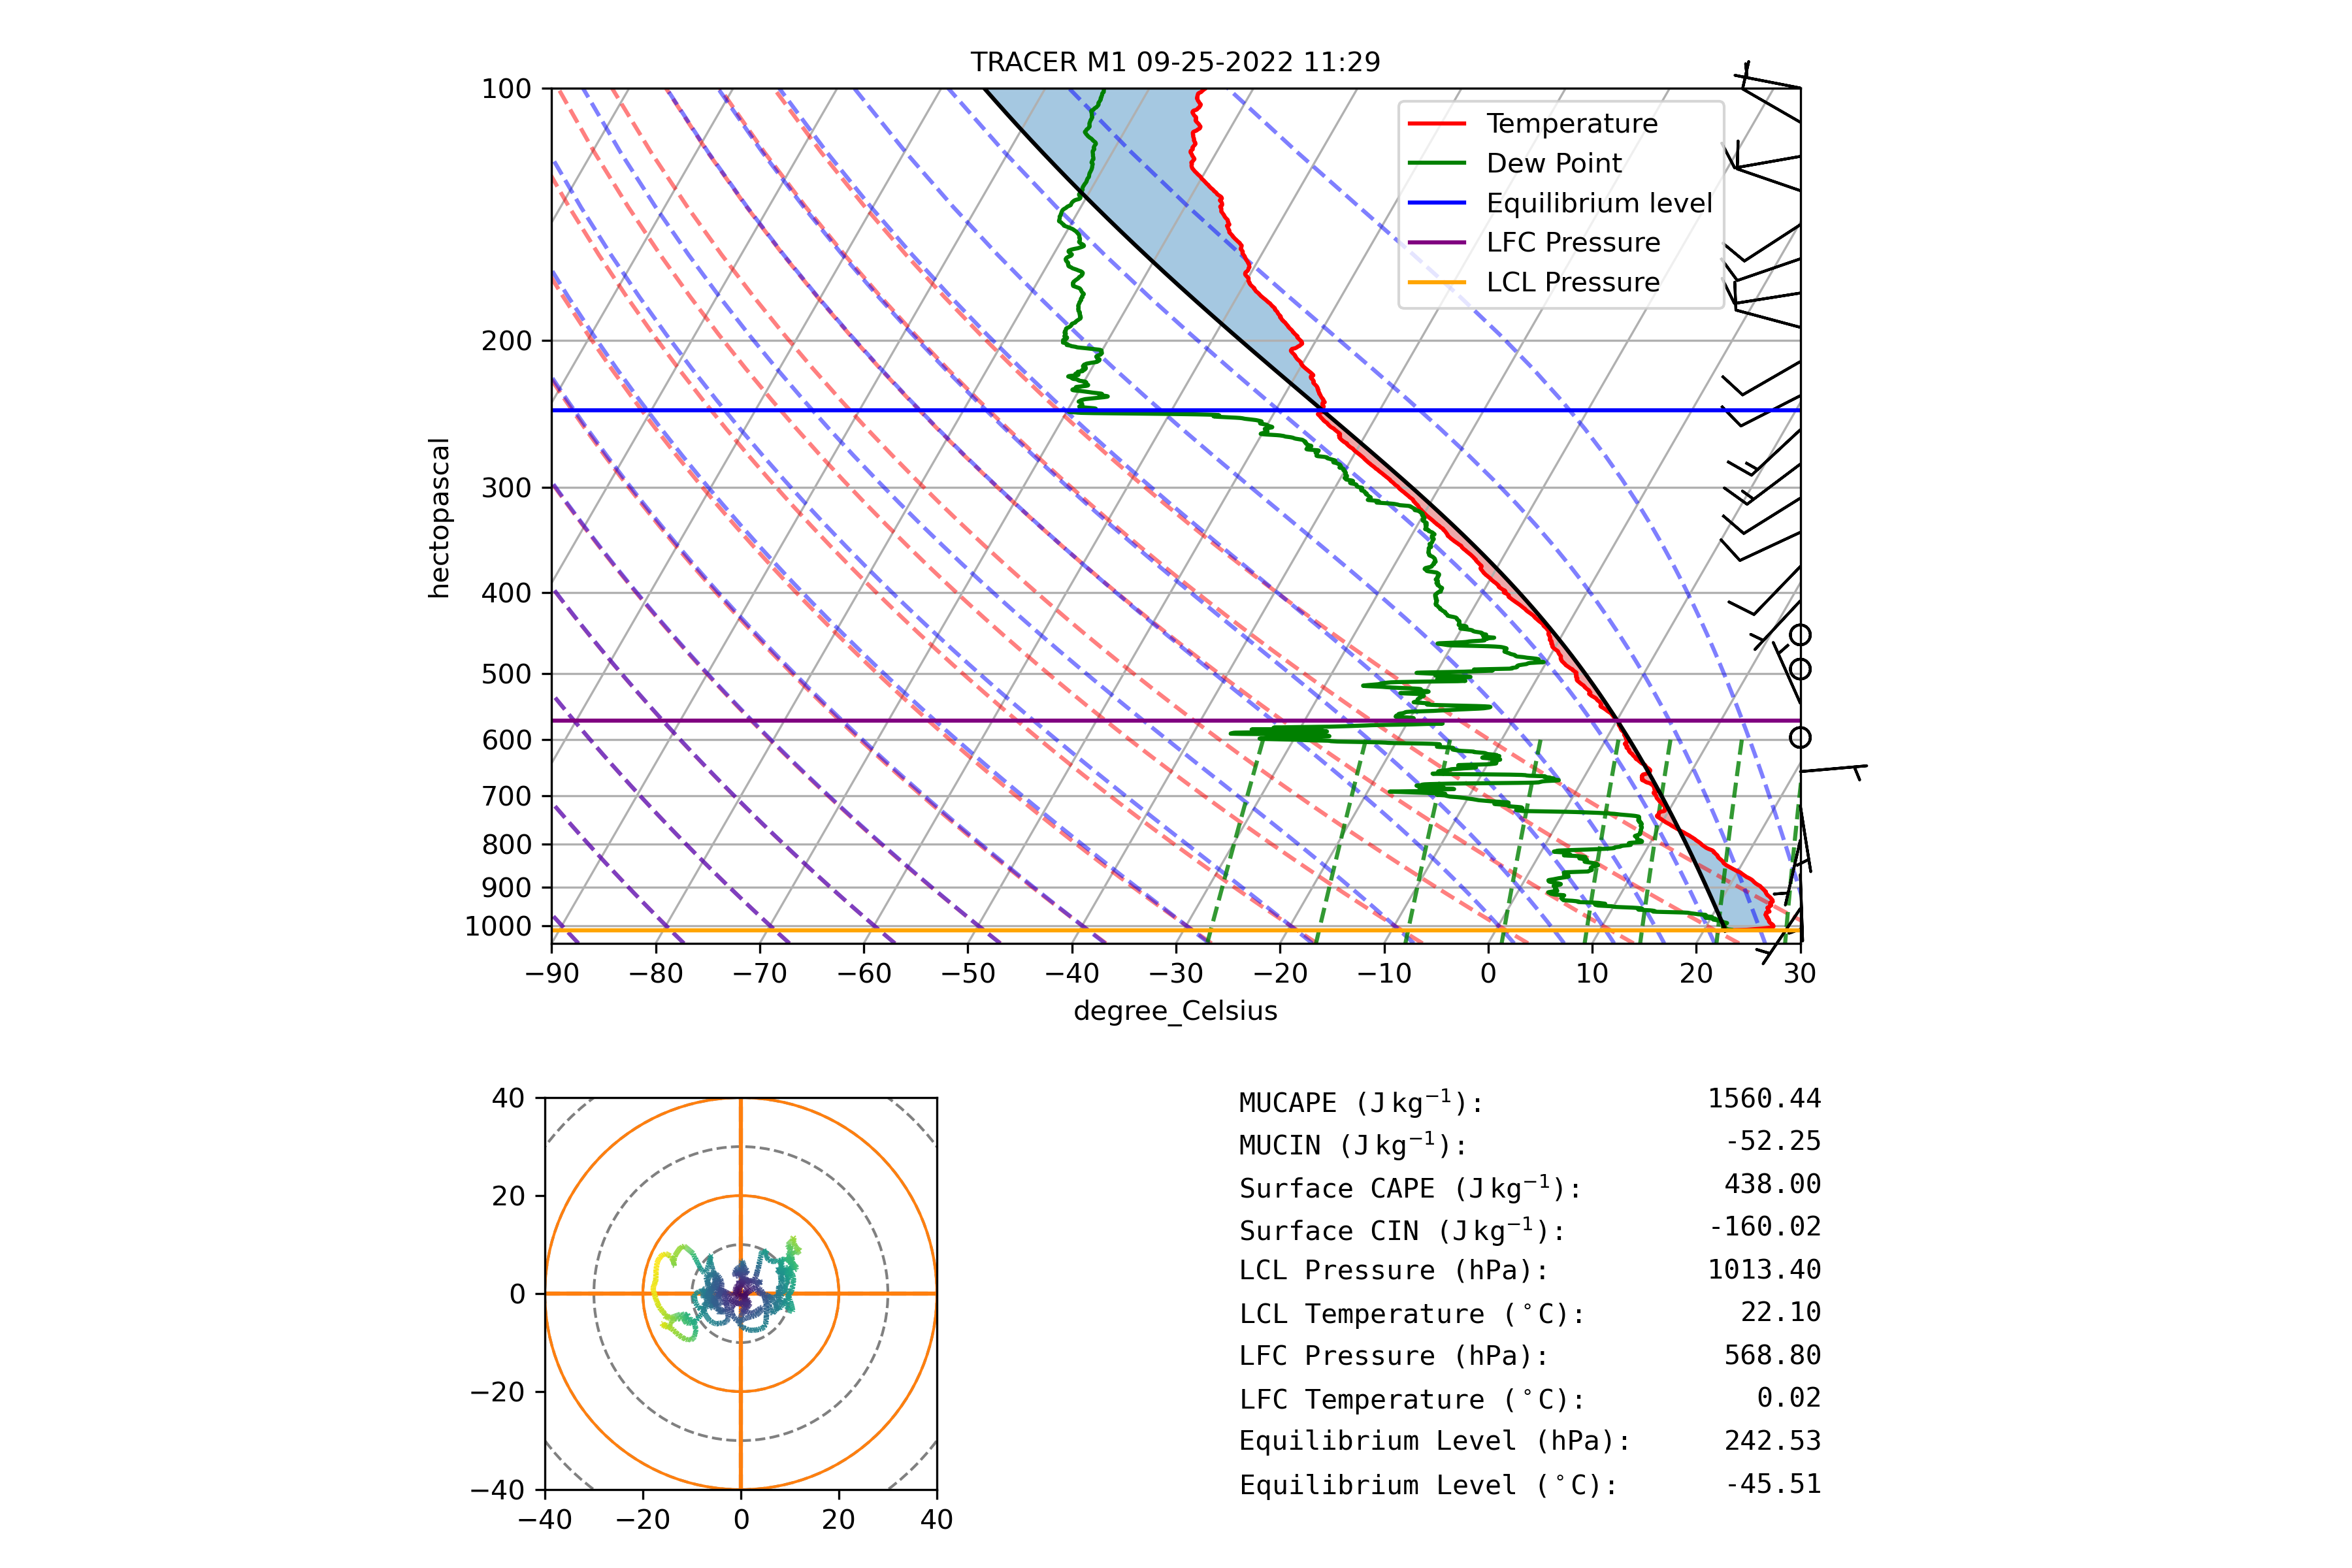 TRACER M1 09-25-2022 11:29
100
200
300
400
500
600
700
800
900
1000
hectopascal
Temperature
Dew Point
Equilibrium level
LFC Pressure
LCL Pressure
−90 −80 −70 −60 −50 −40 −30 −20 −10 0 10 20 30
degree_Celsius
40
20
0
−20
−40
−40 −20 0 20 40
MUCAPE (J kg⁻¹): 1560.44
MUCIN (J kg⁻¹): -52.25
Surface CAPE (J kg⁻¹): 438.00
Surface CIN (J kg⁻¹): -160.02
LCL Pressure (hPa): 1013.40
LCL Temperature (°C): 22.10
LFC Pressure (hPa): 568.80
LFC Temperature (°C): 0.02
Equilibrium Level (hPa): 242.53
Equilibrium Level (°C): -45.51